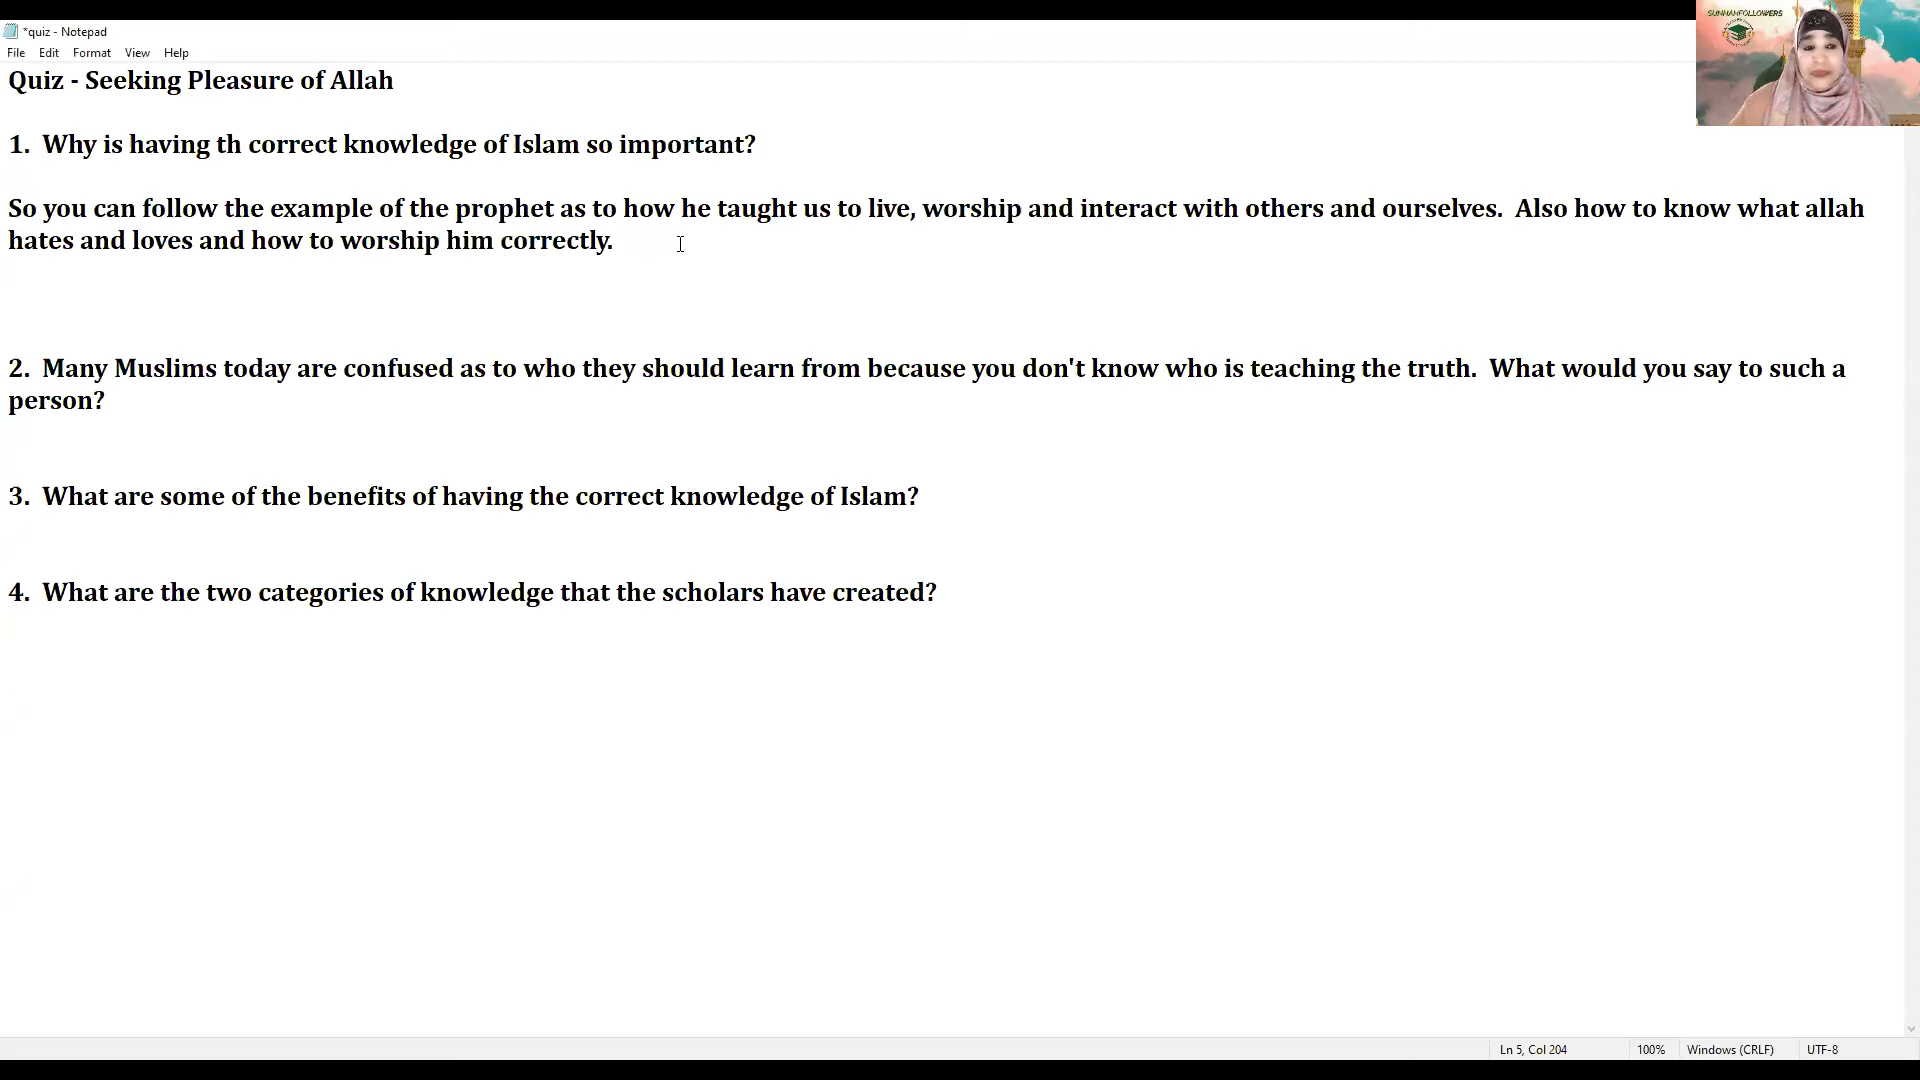 *quiz - Notepad
File Edit Format View Help
SUNNAHFOLLOWERS
Quiz - Seeking Pleasure of Allah
1.  Why is having th correct knowledge of Islam so important?
So you can follow the example of the prophet as to how he taught us to live, worship and interact with others and ourselves.  Also how to know what allah
hates and loves and how to worship him correctly.
2.  Many Muslims today are confused as to who they should learn from because you don't know who is teaching the truth.  What would you say to such a
person?
3.  What are some of the benefits of having the correct knowledge of Islam?
4.  What are the two categories of knowledge that the scholars have created?
Ln 5, Col 204 100% Windows (CRLF) UTF-8